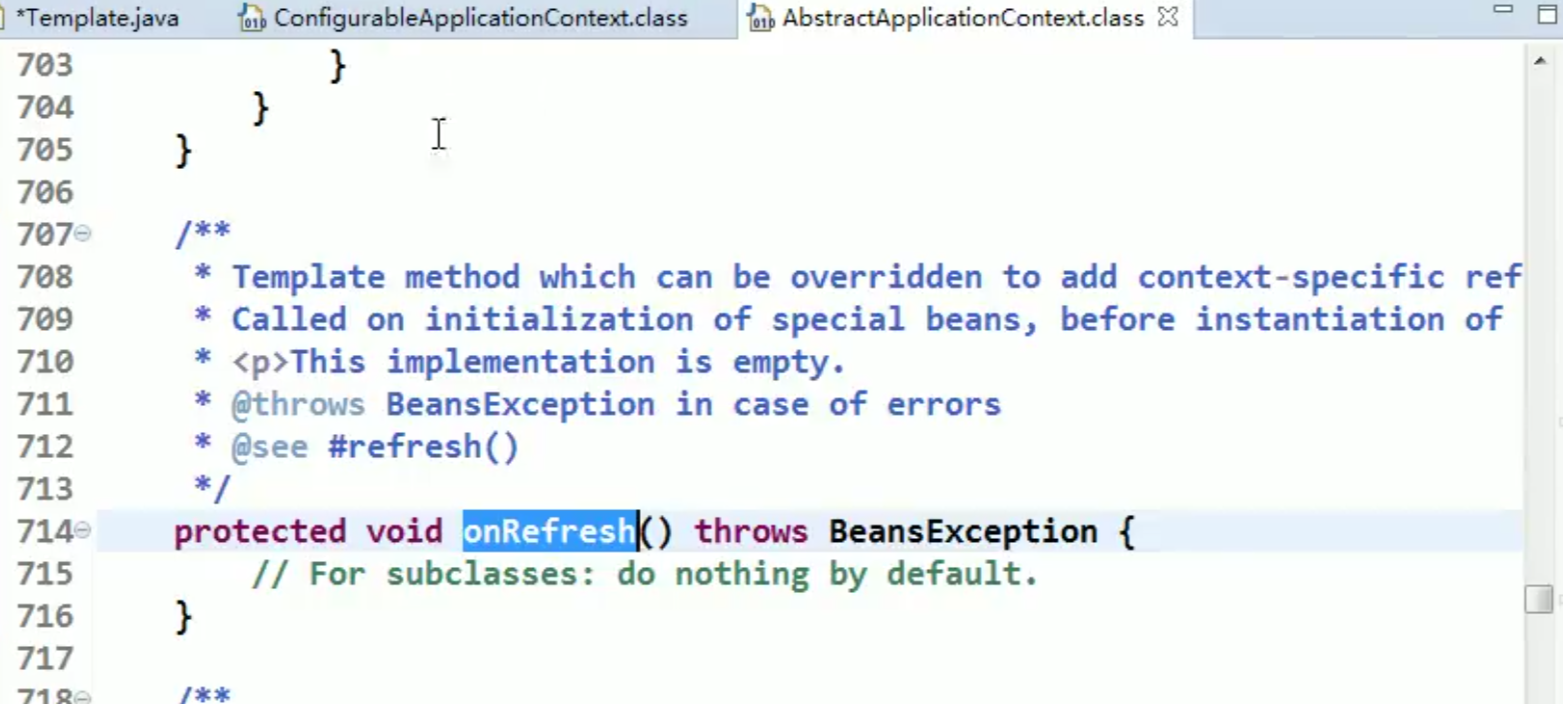 *Template.java ConfigurableApplicationContext.class AbstractApplicationContext.class
703 }
704 }
705 }
706
707 /**
708 * Template method which can be overridden to add context-specific ref
709 * Called on initialization of special beans, before instantiation of
710 * <p>This implementation is empty.
711 * @throws BeansException in case of errors
712 * @see #refresh()
713 */
714 protected void onRefresh() throws BeansException {
715 // For subclasses: do nothing by default.
716 }
717
718 /**